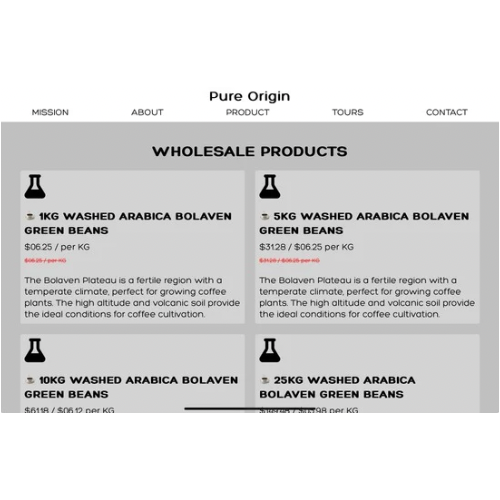 Pure Origin
MISSION ABOUT PRODUCT TOURS CONTACT
WHOLESALE PRODUCTS
1KG WASHED ARABICA BOLAVEN
GREEN BEANS
$06.25 / per KG
$06.25 / per KG
The Bolaven Plateau is a fertile region with a
temperate climate, perfect for growing coffee
plants. The high altitude and volcanic soil provide
the ideal conditions for coffee cultivation.
5KG WASHED ARABICA BOLAVEN
GREEN BEANS
$31.28 / $06.25 per KG
$31.28 / $06.25 per KG
The Bolaven Plateau is a fertile region with a
temperate climate, perfect for growing coffee
plants. The high altitude and volcanic soil provide
the ideal conditions for coffee cultivation.
10KG WASHED ARABICA BOLAVEN
GREEN BEANS
$61.18 / $06.12 per KG
25KG WASHED ARABICA
BOLAVEN GREEN BEANS
per KG